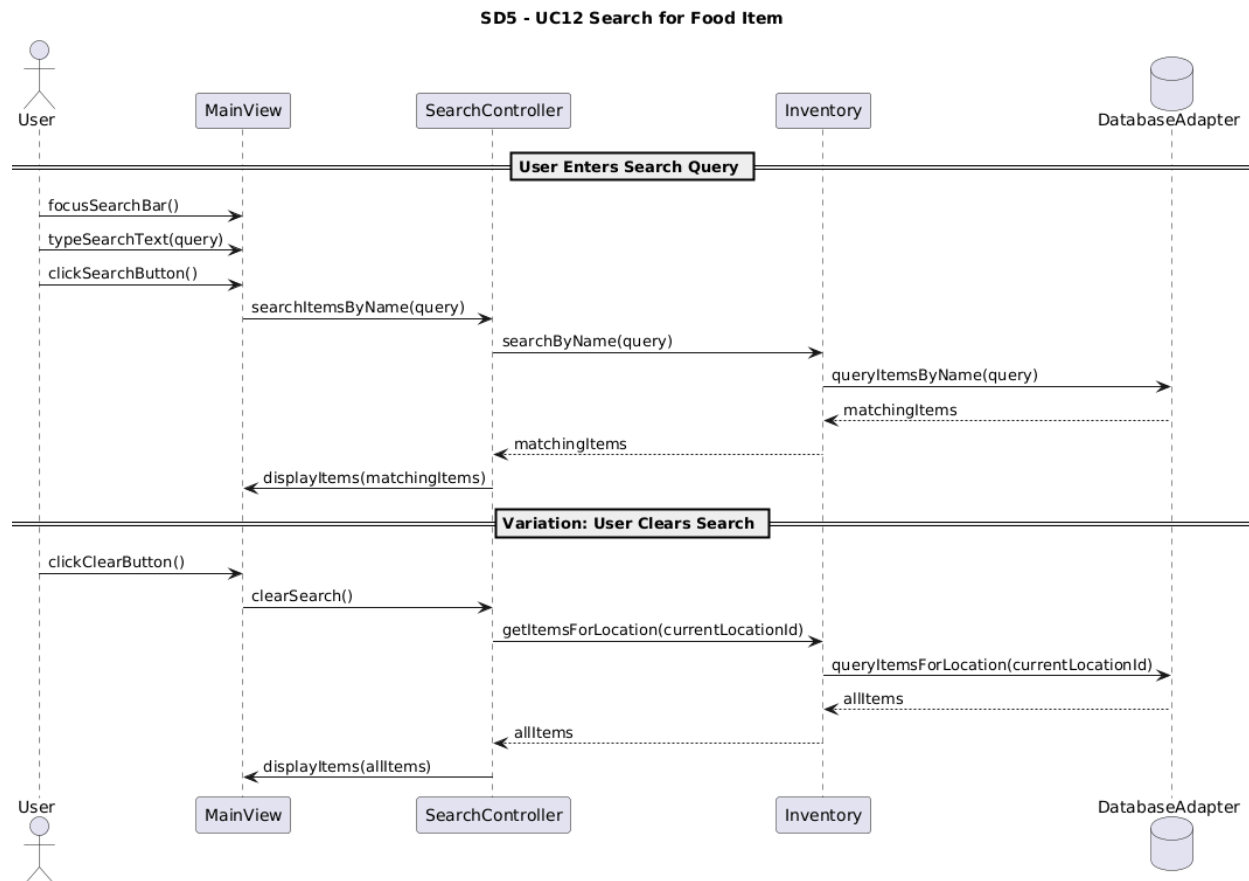 SD5 - UC12 Search for Food Item
User
MainView
SearchController
Inventory
DatabaseAdapter
User Enters Search Query
focusSearchBar()
typeSearchText(query)
clickSearchButton()
searchItemsByName(query)
searchByName(query)
queryItemsByName(query)
matchingItems
matchingItems
displayItems(matchingItems)
Variation: User Clears Search
clickClearButton()
clearSearch()
getItemsForLocation(currentLocationId)
queryItemsForLocation(currentLocationId)
allItems
allItems
displayItems(allItems)
User
MainView
SearchController
Inventory
DatabaseAdapter